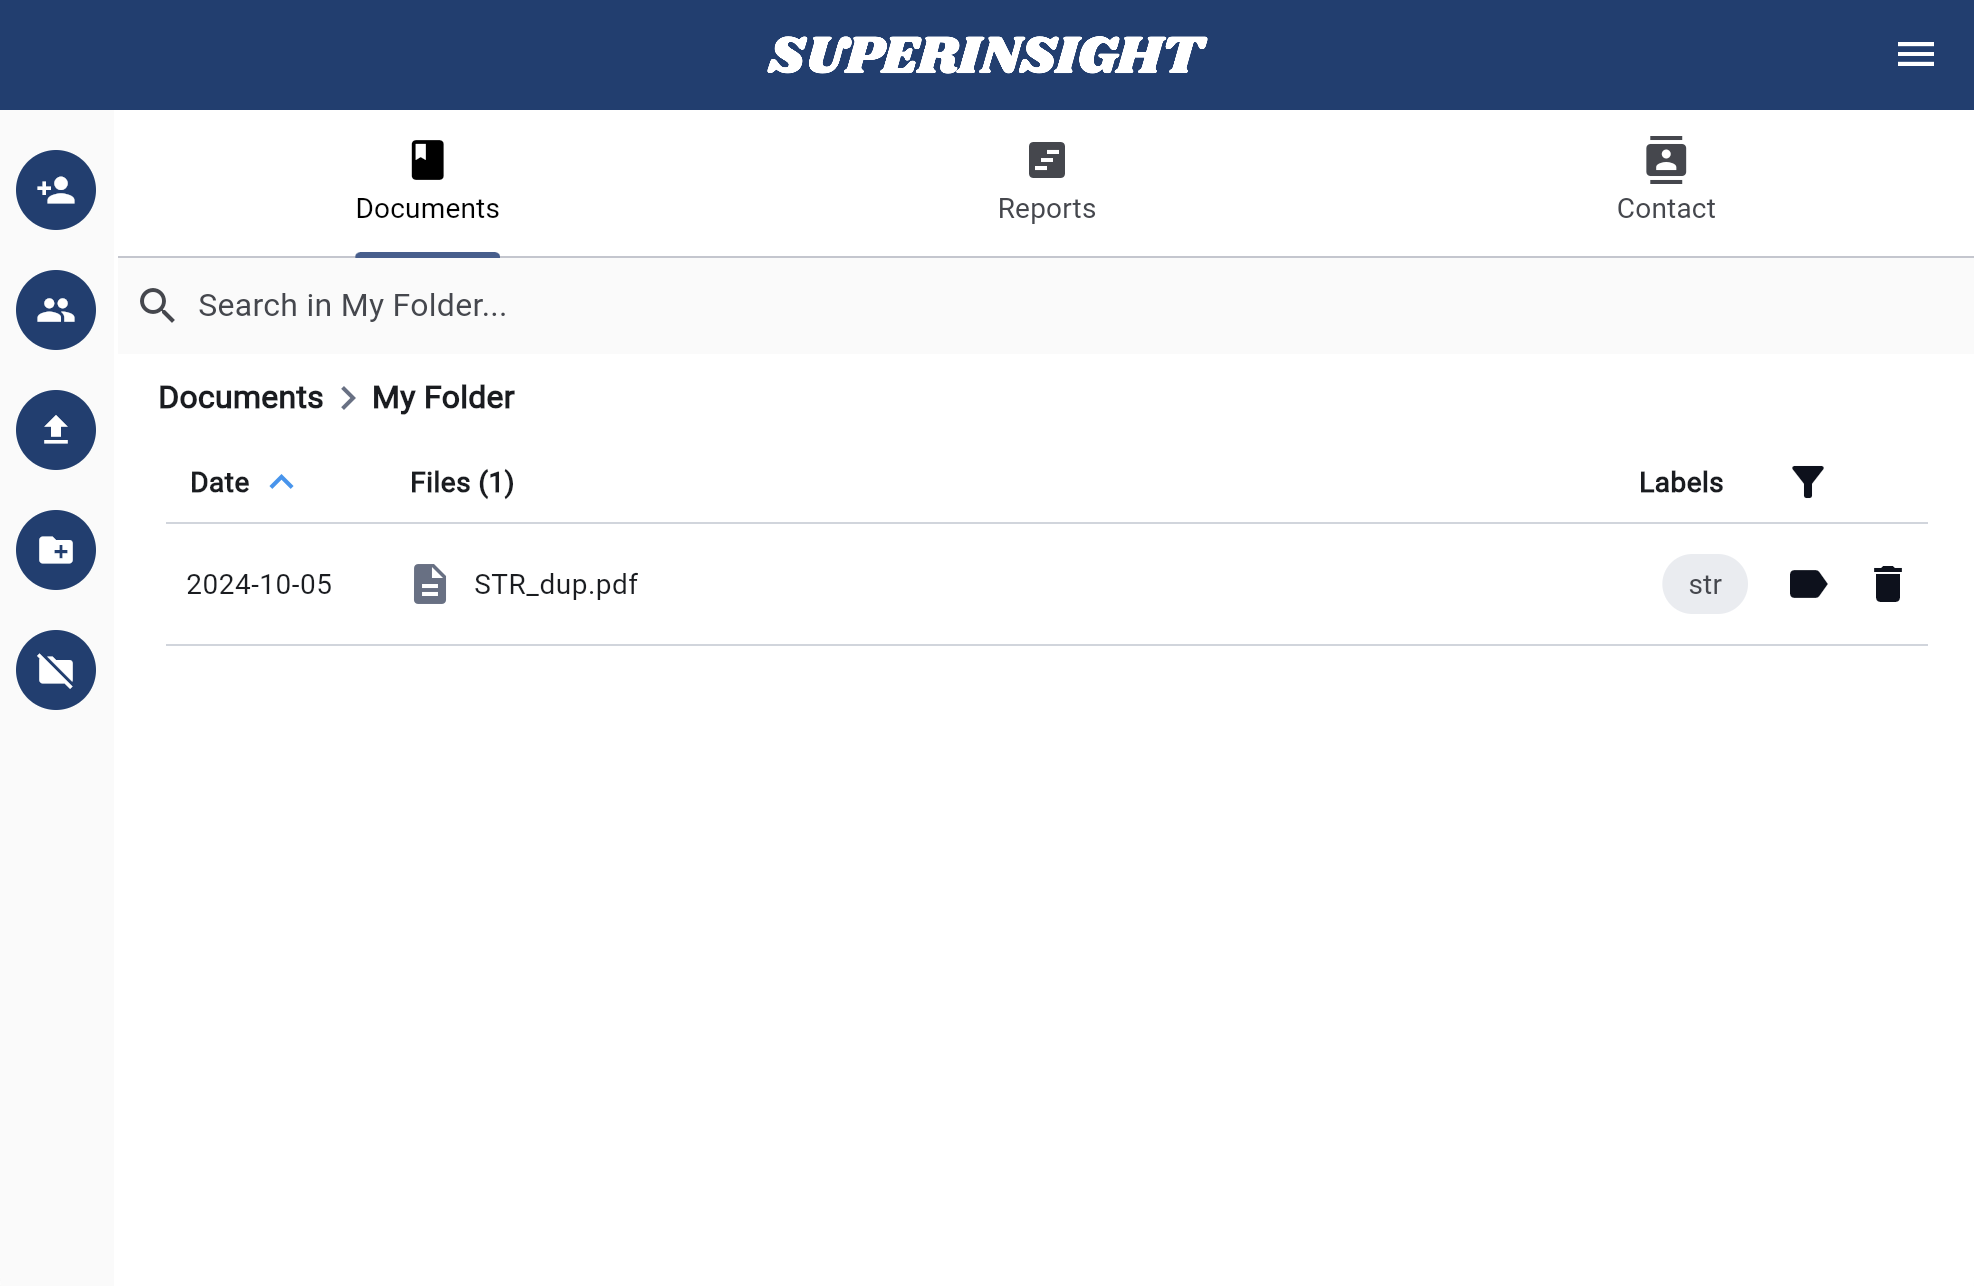 SUPERINSIGHT
Documents Reports Contact
Search in My Folder...
Documents My Folder
Date Files (1) Labels
2024-10-05 STR_dup.pdf str